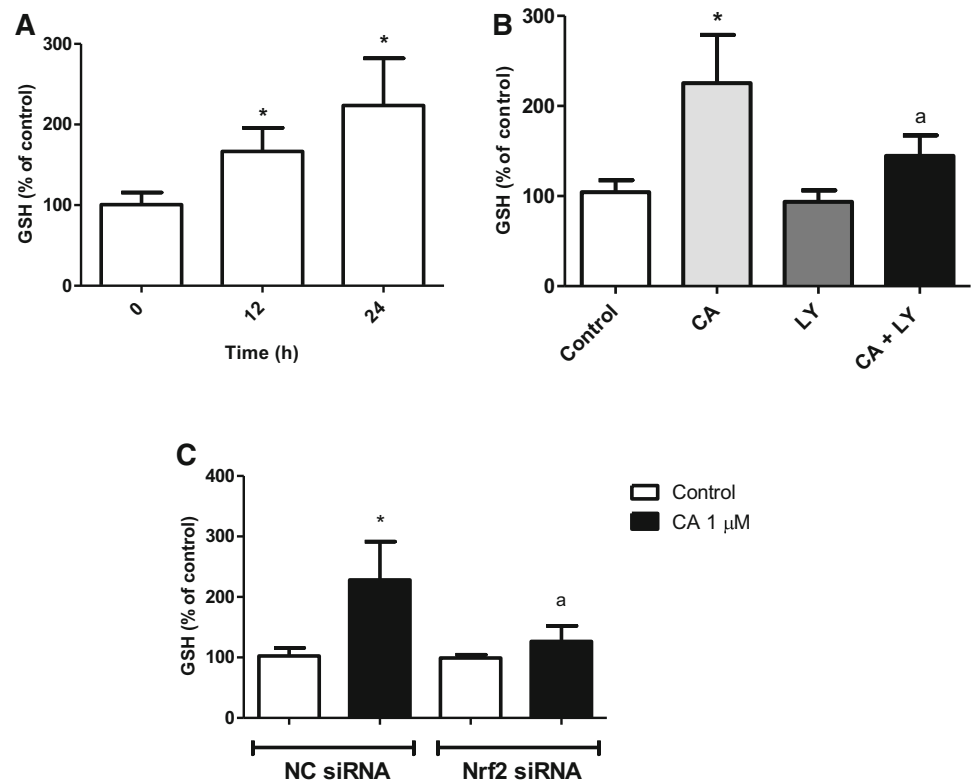 A
GSH (% of control)
300
200
100
0
*
*
0
12
24
Time (h)
B
GSH (% of control)
300
200
100
0
*
a
Control
CA
LY
CA + LY
C
GSH (% of control)
400
300
200
100
0
*
a
NC siRNA
Nrf2 siRNA
Control
CA 1 μM